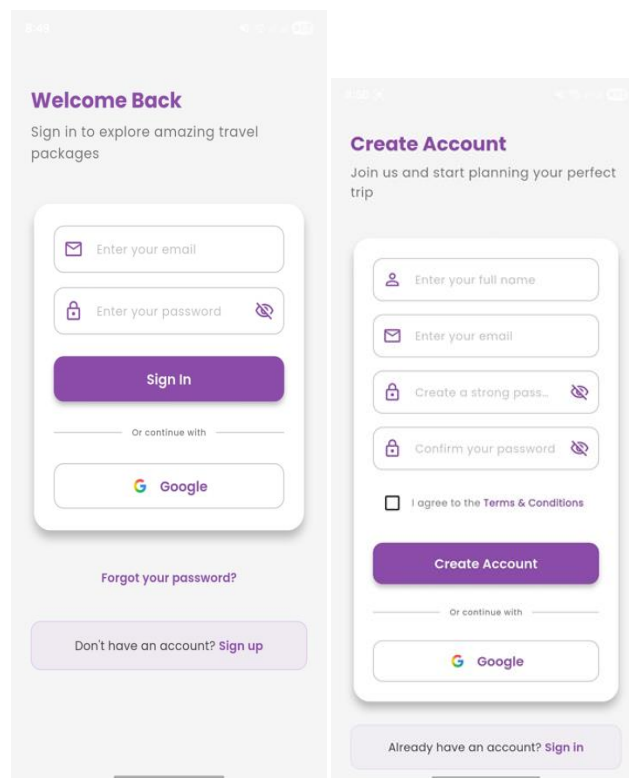 8:49
Welcome Back
Sign in to explore amazing travel
packages
Enter your email
Enter your password
Sign In
Or continue with
Google
Forgot your password?
Don't have an account? Sign up
Create Account
Join us and start planning your perfect
trip
Enter your full name
Enter your email
Create a strong pass...
Confirm your password
I agree to the Terms & Conditions
Create Account
Or continue with
Google
Already have an account? Sign in